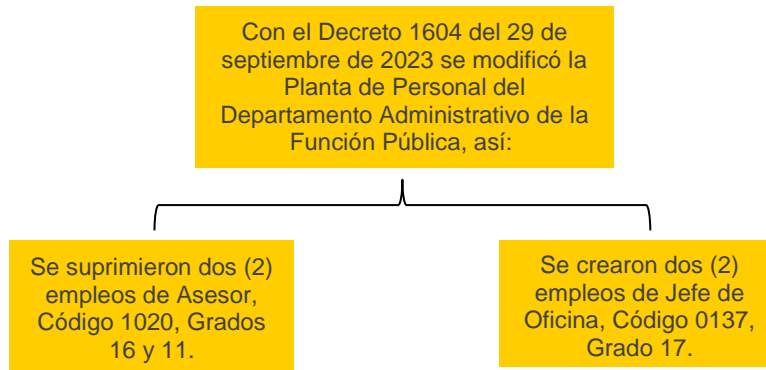 Con el Decreto 1604 del 29 de
septiembre de 2023 se modificó la
Planta de Personal del
Departamento Administrativo de la
Función Pública, así:
Se suprimieron dos (2)
empleos de Asesor,
Código 1020, Grados
16 y 11.
Se crearon dos (2)
empleos de Jefe de
Oficina, Código 0137,
Grado 17.